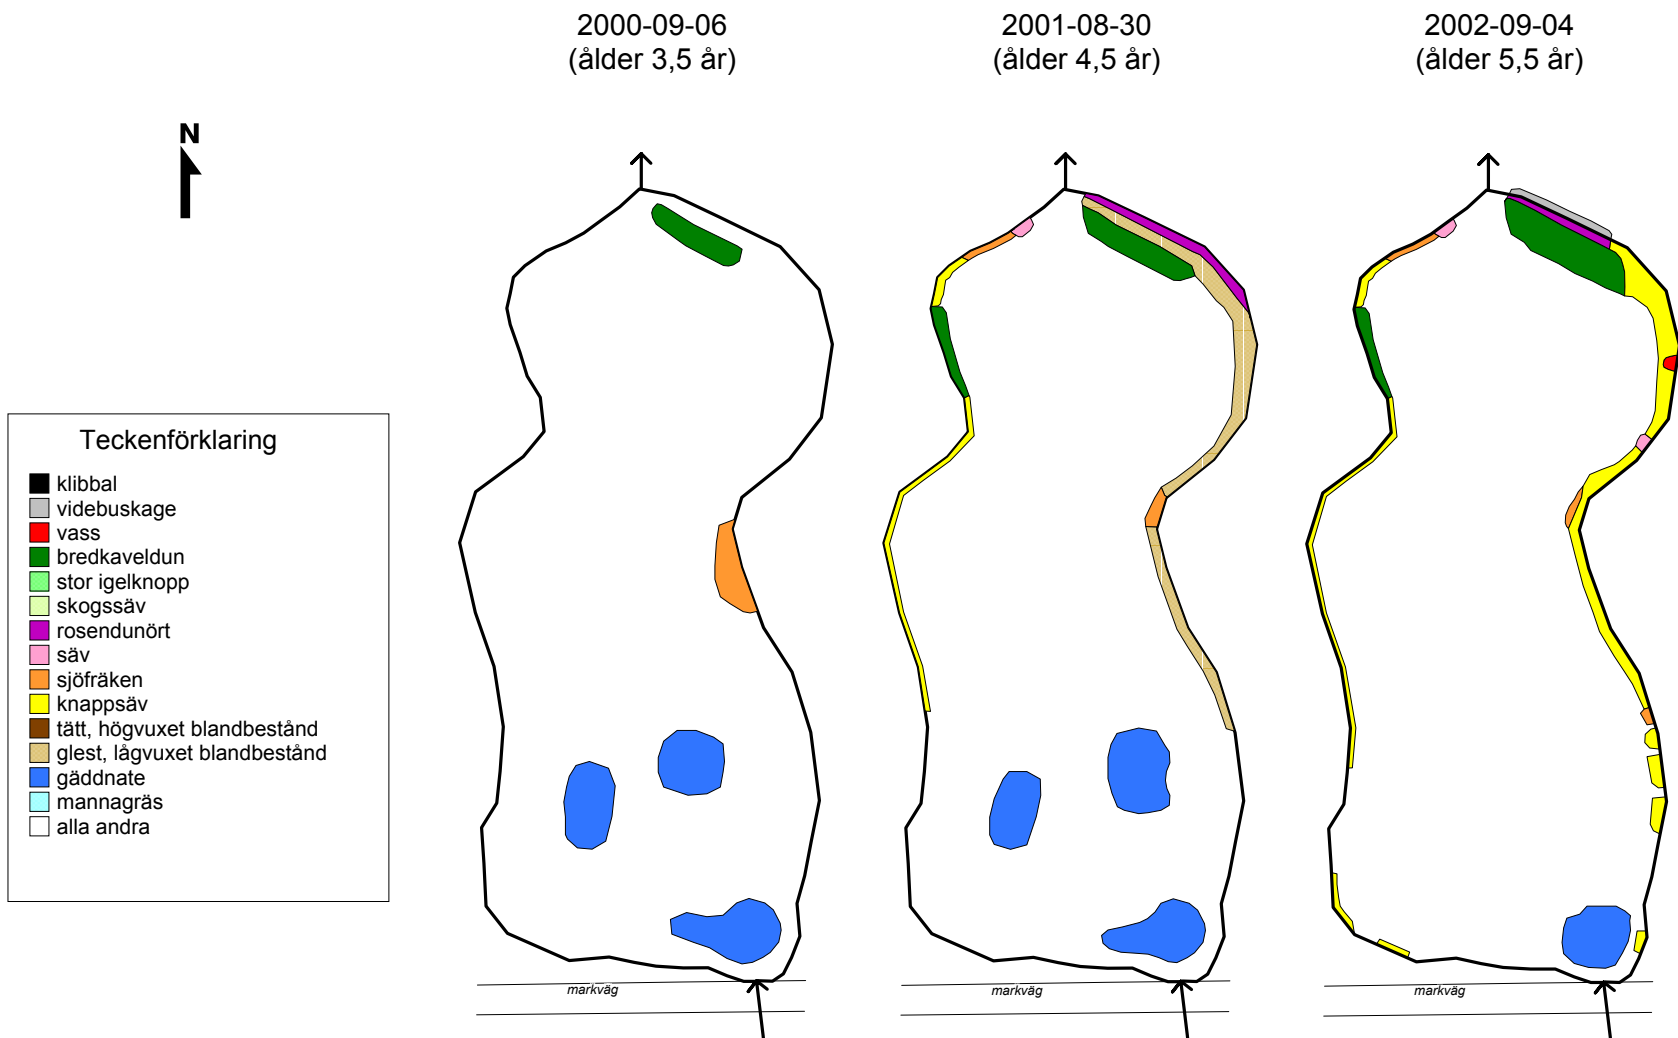 2000-09-06
(ålder 3,5 år)
2001-08-30
(ålder 4,5 år)
2002-09-04
(ålder 5,5 år)
N
Teckenförklaring
klibbal
videbuskage
vass
bredkaveldun
stor igelknopp
skogssäv
rosendunört
säv
sjöfräken
knappsäv
tätt, högvuxet blandbestånd
glest, lågvuxet blandbestånd
gäddnate
mannagräs
alla andra
markväg
markväg
markväg